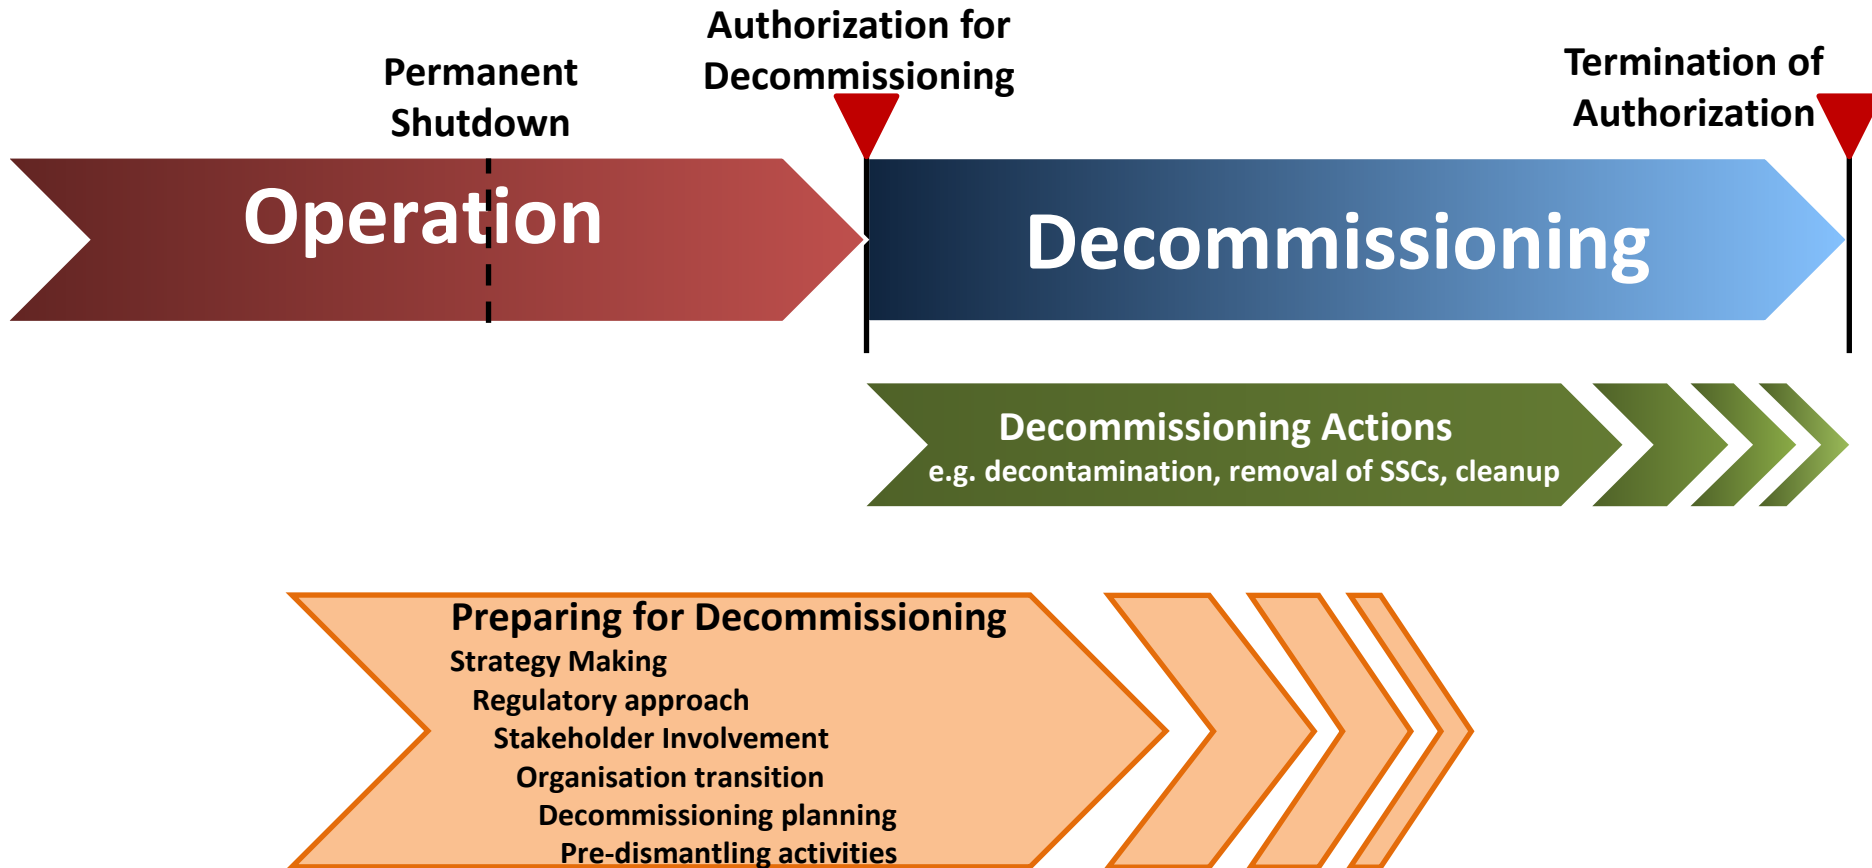 Permanent
Shutdown
Authorization for
Decommissioning
Termination of
Authorization
Operation
Decommissioning
Decommissioning Actions
e.g. decontamination, removal of SSCs, cleanup
Preparing for Decommissioning
Strategy Making
Regulatory approach
Stakeholder Involvement
Organisation transition
Decommissioning planning
Pre-dismantling activities